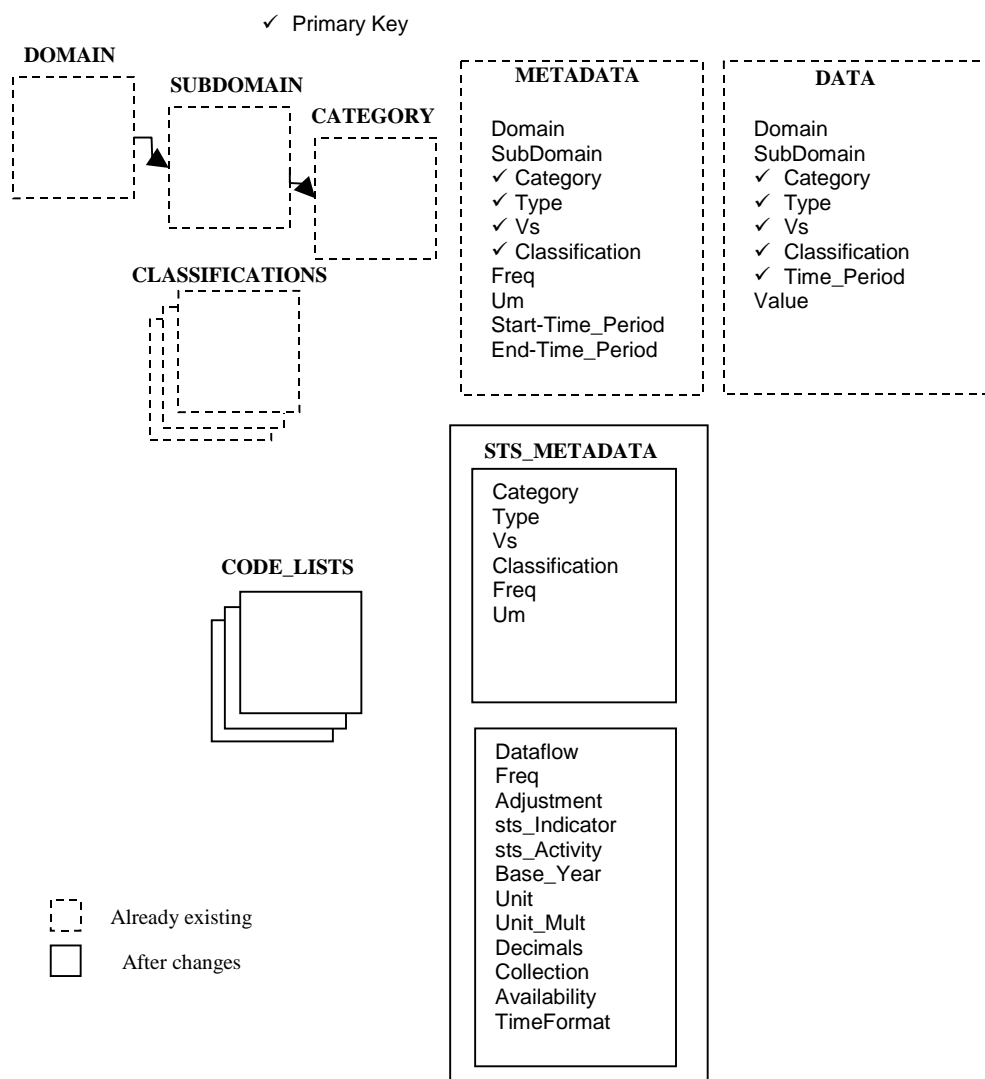 ✓ Primary Key
DOMAIN
SUBDOMAIN
CATEGORY
CLASSIFICATIONS
METADATA
Domain
SubDomain
✓ Category
✓ Type
✓ Vs
✓ Classification
Freq
Um
Start-Time_Period
End-Time_Period
DATA
Domain
SubDomain
✓ Category
✓ Type
✓ Vs
✓ Classification
✓ Time_Period
Value
CODE_LISTS
STS_METADATA
Category
Type
Vs
Classification
Freq
Um
Dataflow
Freq
Adjustment
sts_Indicator
sts_Activity
Base_Year
Unit
Unit_Mult
Decimals
Collection
Availability
TimeFormat
Already existing
After changes